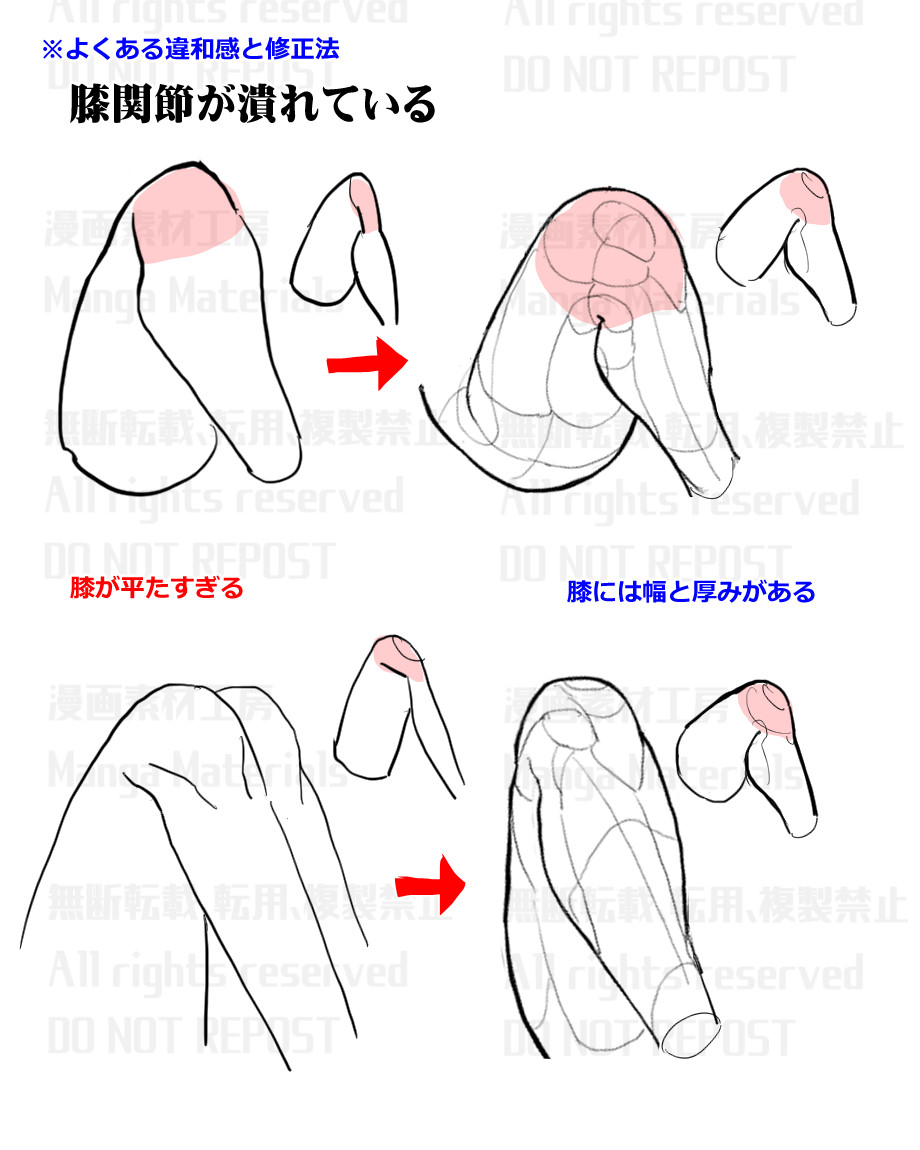 All rights reserved All rights reserved
※よくある違和感と修正法
DO NOT REPOST DO NOT REPOST
膝関節が潰れている
漫画素材工房 漫画素材工房
Manga Materials Manga Materials
無断転載、転用、複製禁止 無断転載、転用、複製禁止
All rights reserved All rights reserved
DO NOT REPOST DO NOT REPOST
膝が平たすぎる 膝には幅と厚みがある
漫画素材工房 漫画素材工房
Manga Materials Manga Materials
無断転載、転用、複製禁止 無断転載、転用、複製禁止
All rights reserved All rights reserved
DO NOT REPOST DO NOT REPOST